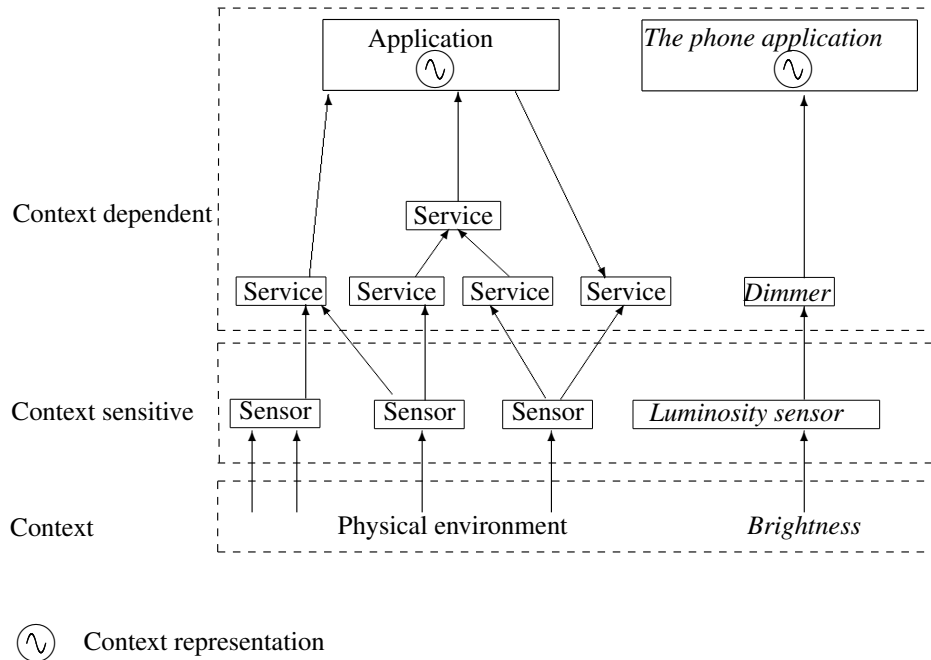 Application
The phone application
Context dependent
Service
Service
Service
Service
Service
Dimmer
Context sensitive
Sensor
Sensor
Sensor
Luminosity sensor
Context
Physical environment
Brightness
Context representation